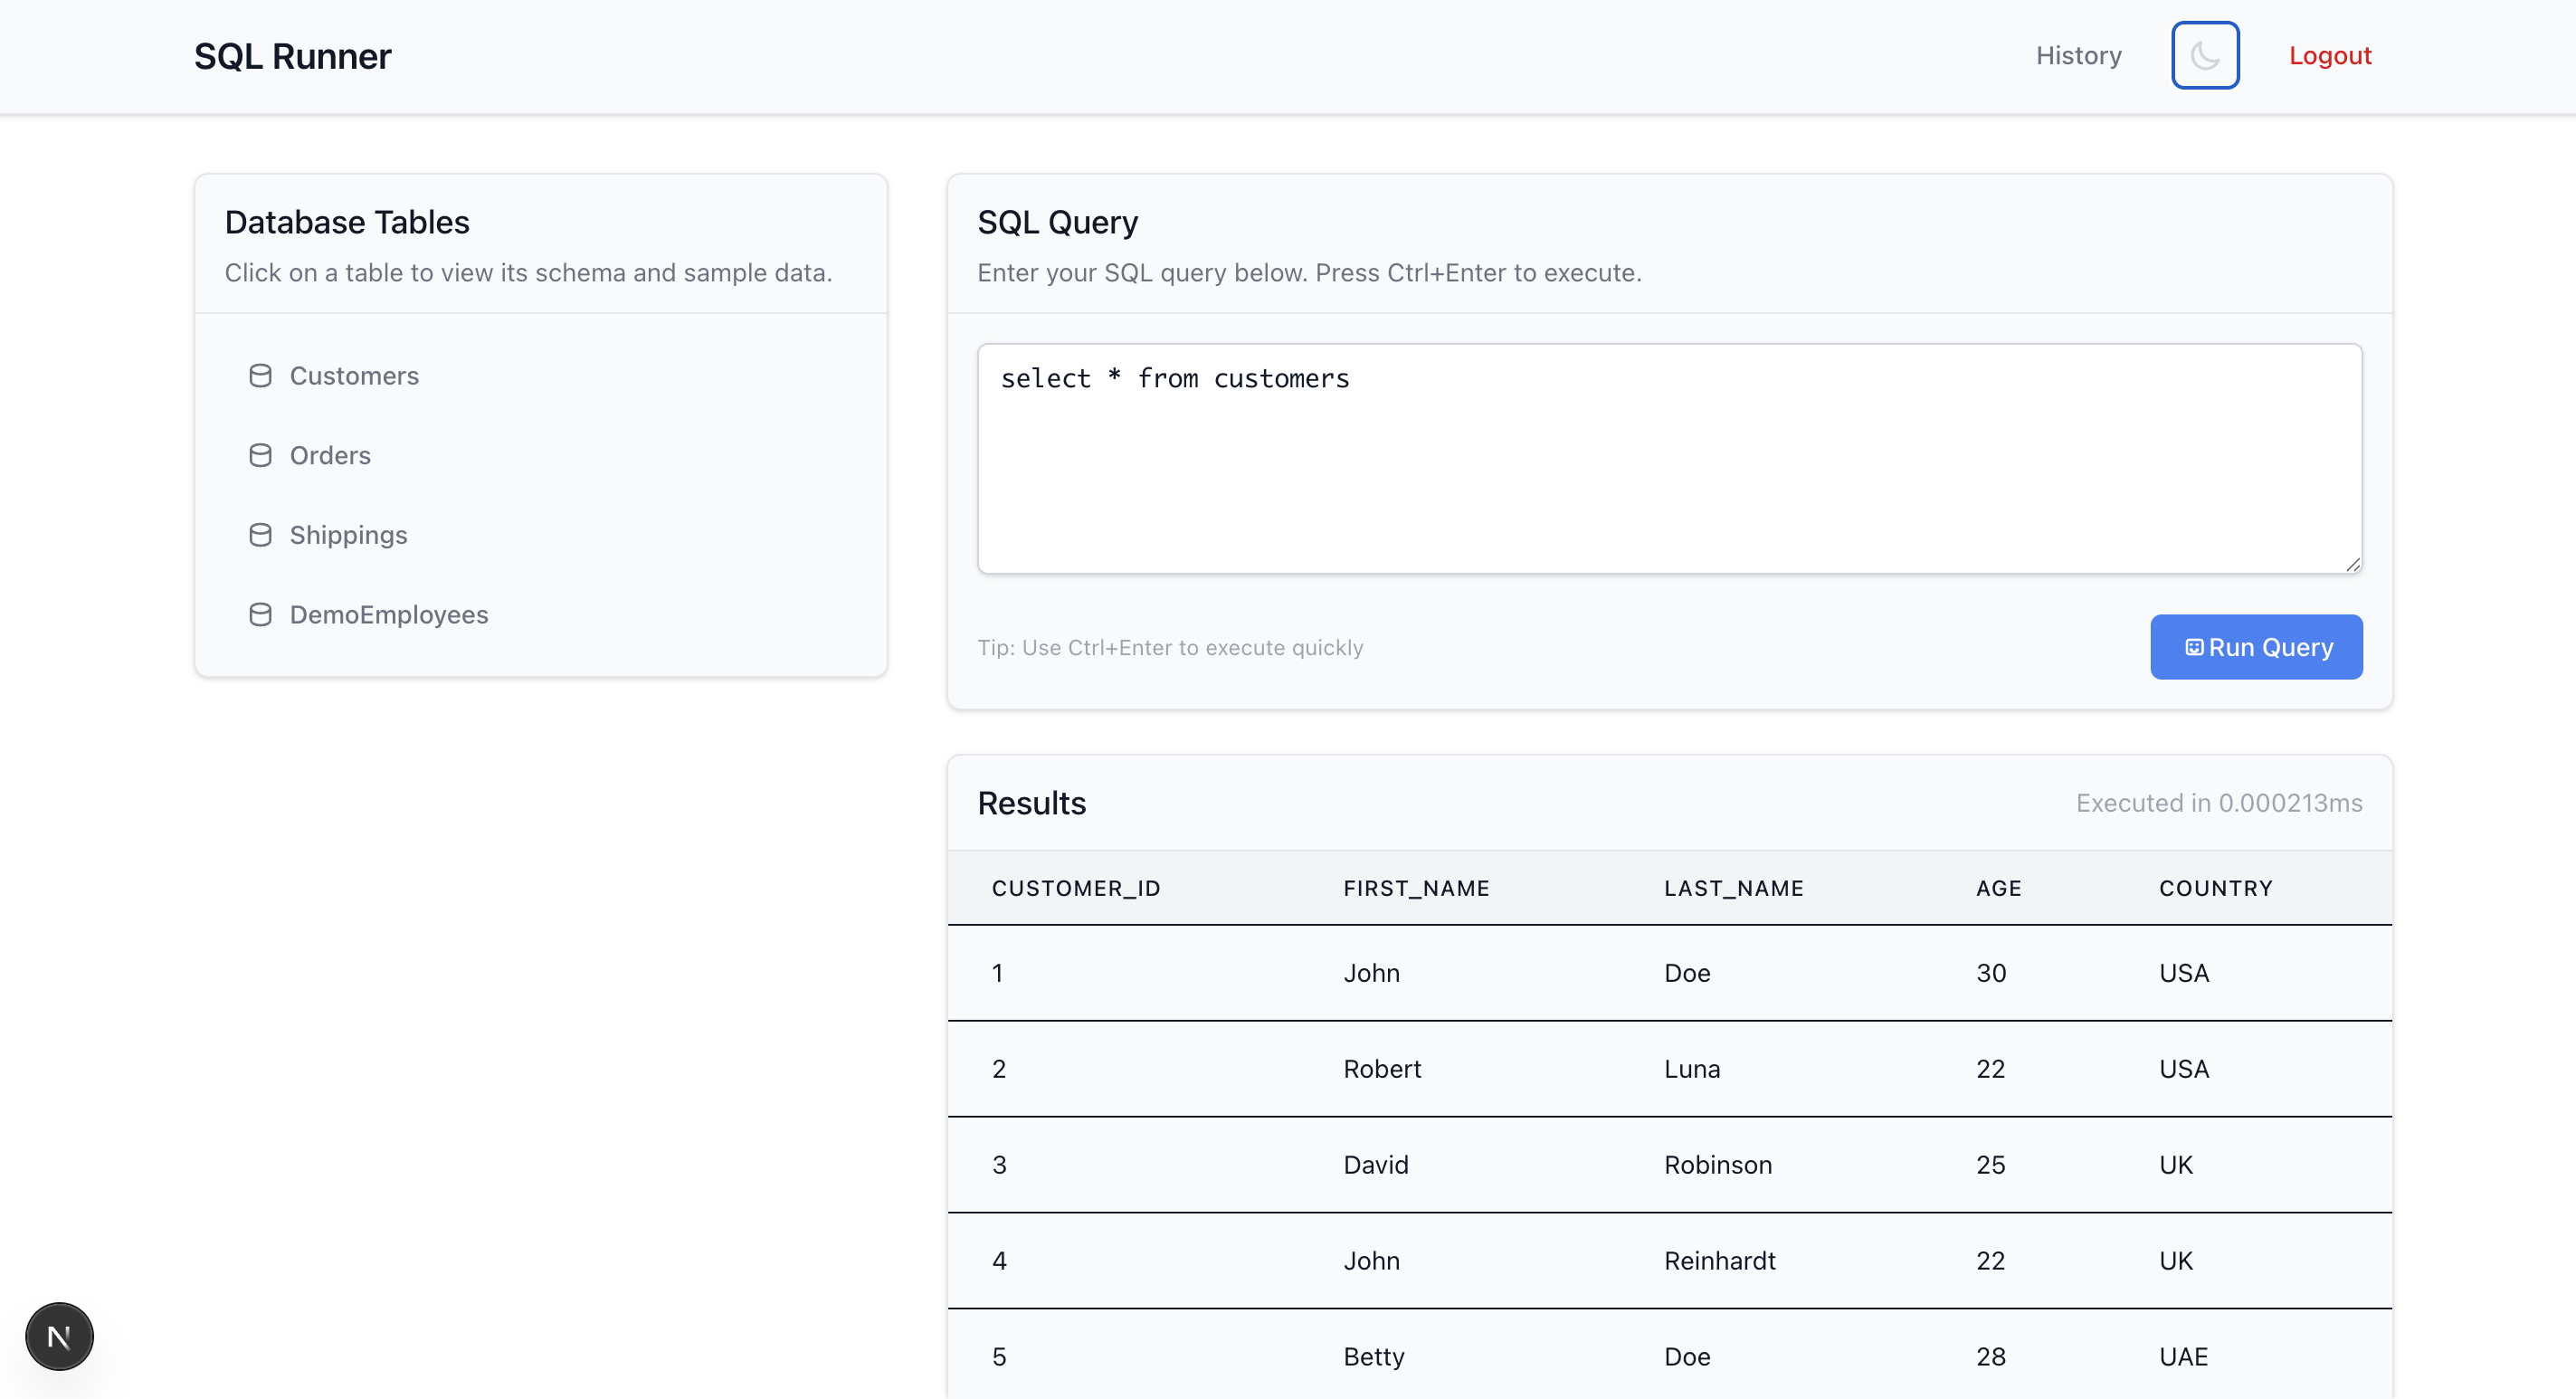 SQL Runner
History
Logout
Database Tables
Click on a table to view its schema and sample data.
Customers
Orders
Shippings
DemoEmployees
SQL Query
Enter your SQL query below. Press Ctrl+Enter to execute.
select * from customers
Tip: Use Ctrl+Enter to execute quickly
Run Query
Results
Executed in 0.000213ms
CUSTOMER_ID FIRST_NAME LAST_NAME AGE COUNTRY
1 John Doe 30 USA
2 Robert Luna 22 USA
3 David Robinson 25 UK
4 John Reinhardt 22 UK
5 Betty Doe 28 UAE
N